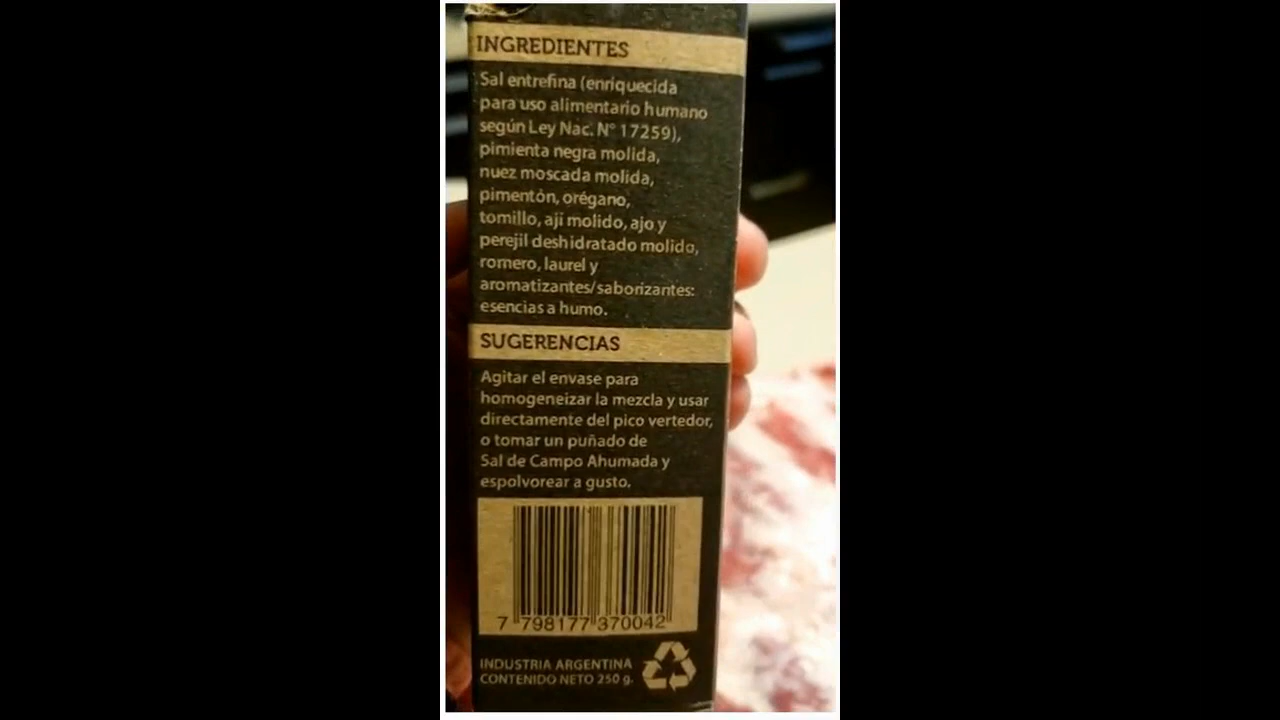 INGREDIENTES
Sal entrefina (enriquecida
para uso alimentario humano
según Ley Nac. N° 17259),
pimienta negra molida,
nuez moscada molida,
pimentón, orégano,
tomillo, ají molido, ajo y
perejil deshidratado molido,
romero, laurel y
aromatizantes/saborizantes:
esencias a humo.
SUGERENCIAS
Agitar el envase para
homogeneizar la mezcla y usar
directamente del pico vertedor,
o tomar un puñado de
Sal de Campo Ahumada y
espolvorear a gusto.
7 798177 370042
INDUSTRIA ARGENTINA
CONTENIDO NETO 250 g.